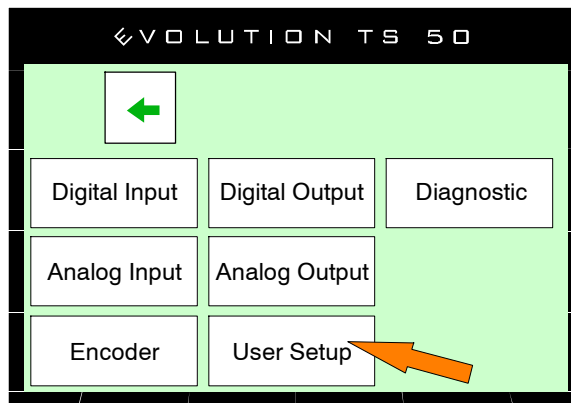 EVOLUTION TS 50
Digital Input Digital Output Diagnostic
Analog Input Analog Output
Encoder User Setup